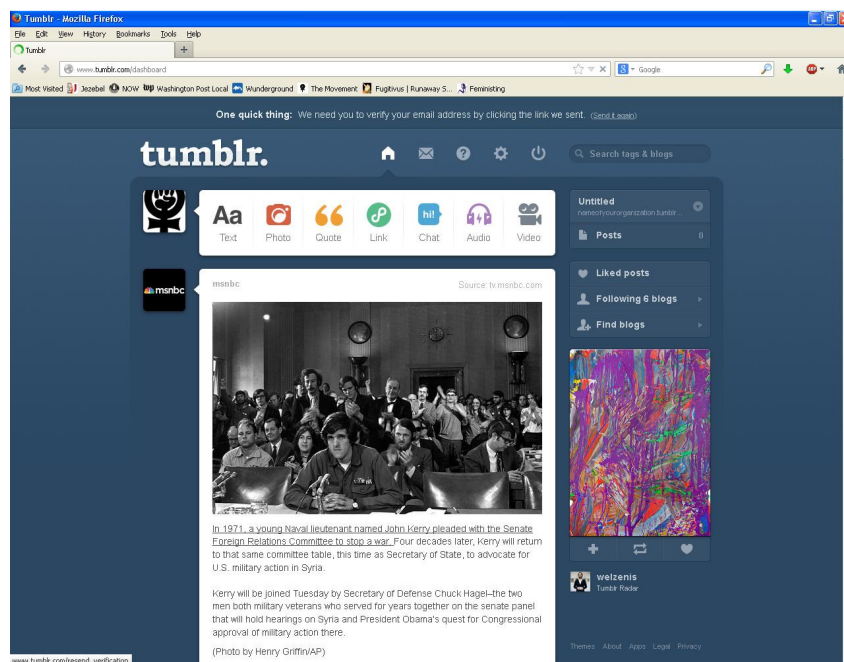 Tumblr - Mozilla Firefox
File Edit View History Bookmarks Tools Help
Tumblr
www.tumblr.com/dashboard
Google
Most Visited Jezebel NOW Washington Post Local Wunderground The Movement Fugitivus | Runaway S... Feministing
One quick thing: We need you to verify your email address by clicking the link we sent. (Send it again)
tumblr.
Search tags & blogs
Aa
hi!
Text Photo Quote Link Chat Audio Video
Untitled
nameofyourorganization.tumblr...
Posts 0
Liked posts
Following 6 blogs
Find blogs
msnbc
msnbc Source: tv.msnbc.com
In 1971, a young Naval lieutenant named John Kerry pleaded with the Senate
Foreign Relations Committee to stop a war. Four decades later, Kerry will return
to that same committee table, this time as Secretary of State, to advocate for
U.S. military action in Syria.
Kerry will be joined Tuesday by Secretary of Defense Chuck Hagel–the two
men both military veterans who served for years together on the senate panel
that will hold hearings on Syria and President Obama's quest for Congressional
approval of military action there.
(Photo by Henry Griffin/AP)
welzenis
Tumblr Radar
Themes About Apps Legal Privacy
www.tumblr.com/resend_verification